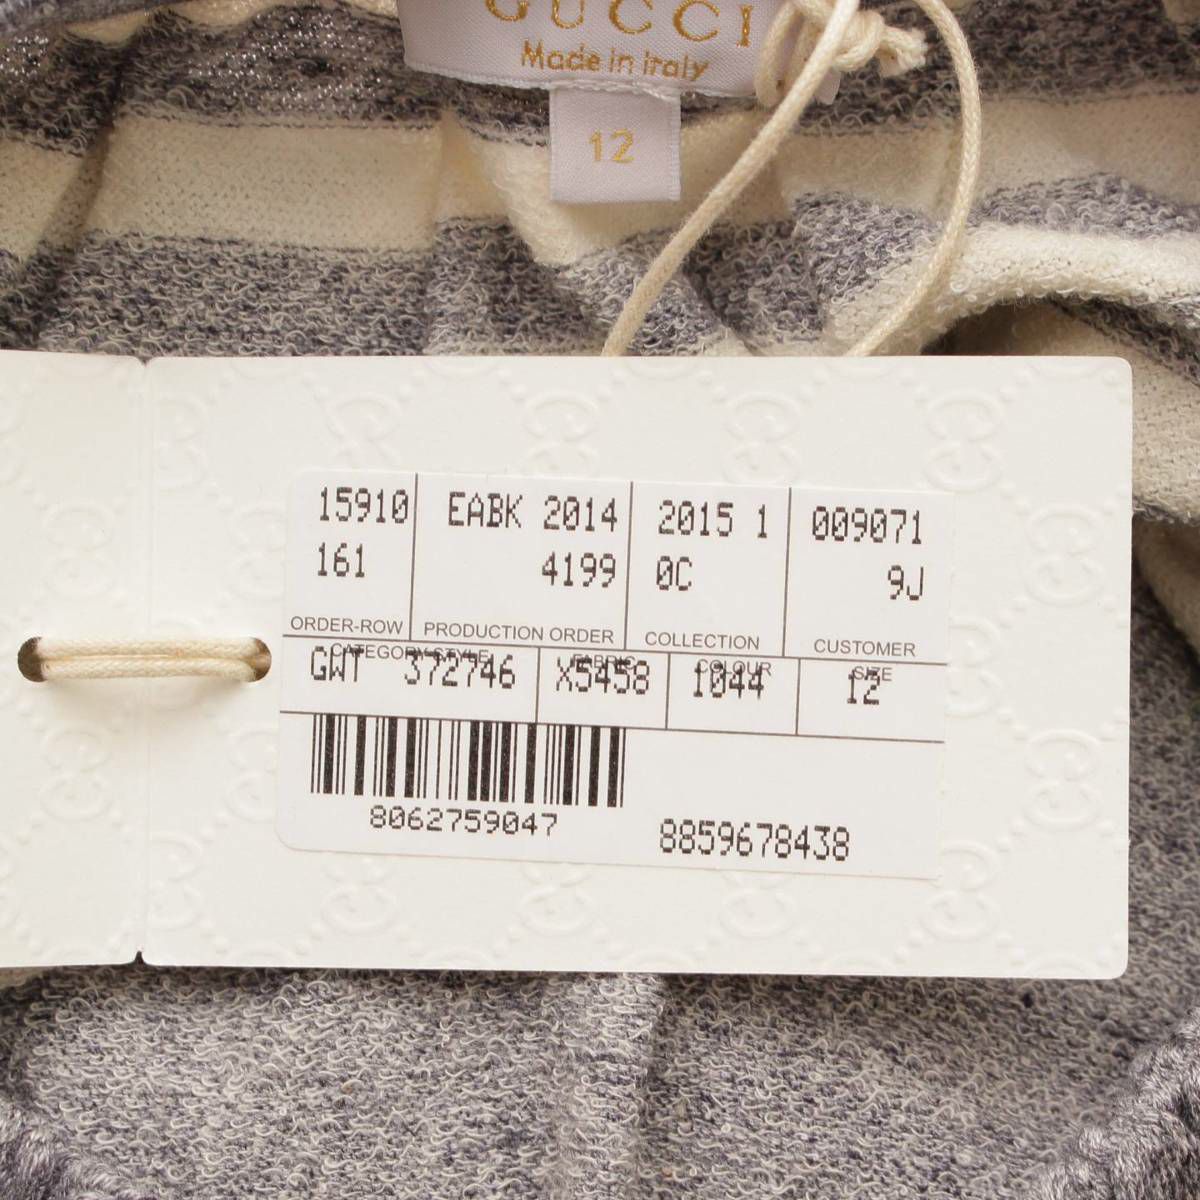 GUCCI
Made in italy
12
15910 EABK 2014 2015 1 009071
161 4199 0C 9J
ORDER-ROW PRODUCTION ORDER COLLECTION CUSTOMER
CATEGORY STYLE FABRIC COLOUR SIZE
GWT 372746 X5458 1044 12
8062759047
8859678438